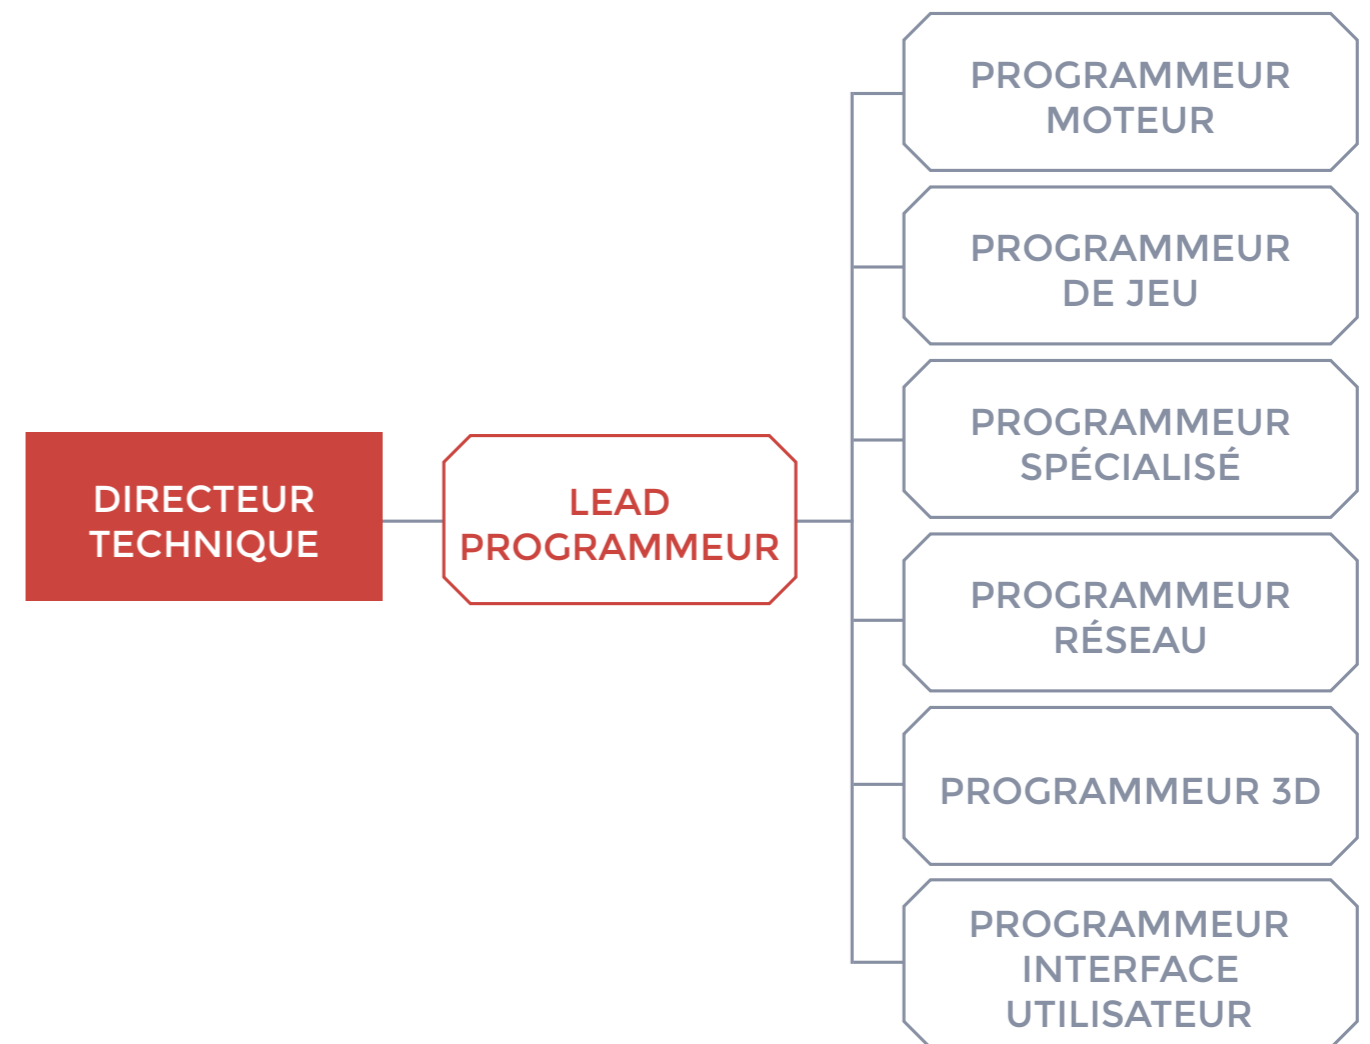 PROGRAMMEUR
MOTEUR
PROGRAMMEUR
DE JEU
PROGRAMMEUR
SPÉCIALISÉ
DIRECTEUR
TECHNIQUE
LEAD
PROGRAMMEUR
PROGRAMMEUR
RÉSEAU
PROGRAMMEUR 3D
PROGRAMMEUR
INTERFACE
UTILISATEUR